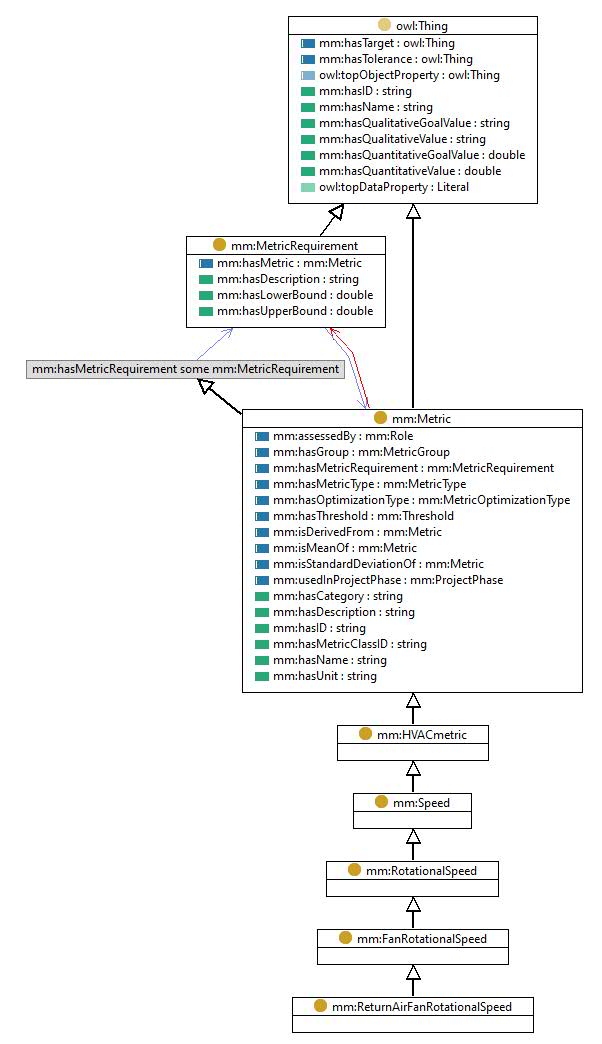 owl:Thing
mm:hasTarget : owl:Thing
mm:hasTolerance : owl:Thing
owl:topObjectProperty : owl:Thing
mm:hasID : string
mm:hasName : string
mm:hasQualitativeGoalValue : string
mm:hasQualitativeValue : string
mm:hasQuantitativeGoalValue : double
mm:hasQuantitativeValue : double
owl:topDataProperty : Literal
mm:MetricRequirement
mm:hasMetric : mm:Metric
mm:hasDescription : string
mm:hasLowerBound : double
mm:hasUpperBound : double
mm:hasMetricRequirement some mm:MetricRequirement
mm:Metric
mm:assessedBy : mm:Role
mm:hasGroup : mm:MetricGroup
mm:hasMetricRequirement : mm:MetricRequirement
mm:hasMetricType : mm:MetricType
mm:hasOptimizationType : mm:MetricOptimizationType
mm:hasThreshold : mm:Threshold
mm:isDerivedFrom : mm:Metric
mm:isMeanOf : mm:Metric
mm:isStandardDeviationOf : mm:Metric
mm:usedInProjectPhase : mm:ProjectPhase
mm:hasCategory : string
mm:hasDescription : string
mm:hasID : string
mm:hasMetricClassID : string
mm:hasName : string
mm:hasUnit : string
mm:HVACmetric
mm:Speed
mm:RotationalSpeed
mm:FanRotationalSpeed
mm:ReturnAirFanRotationalSpeed